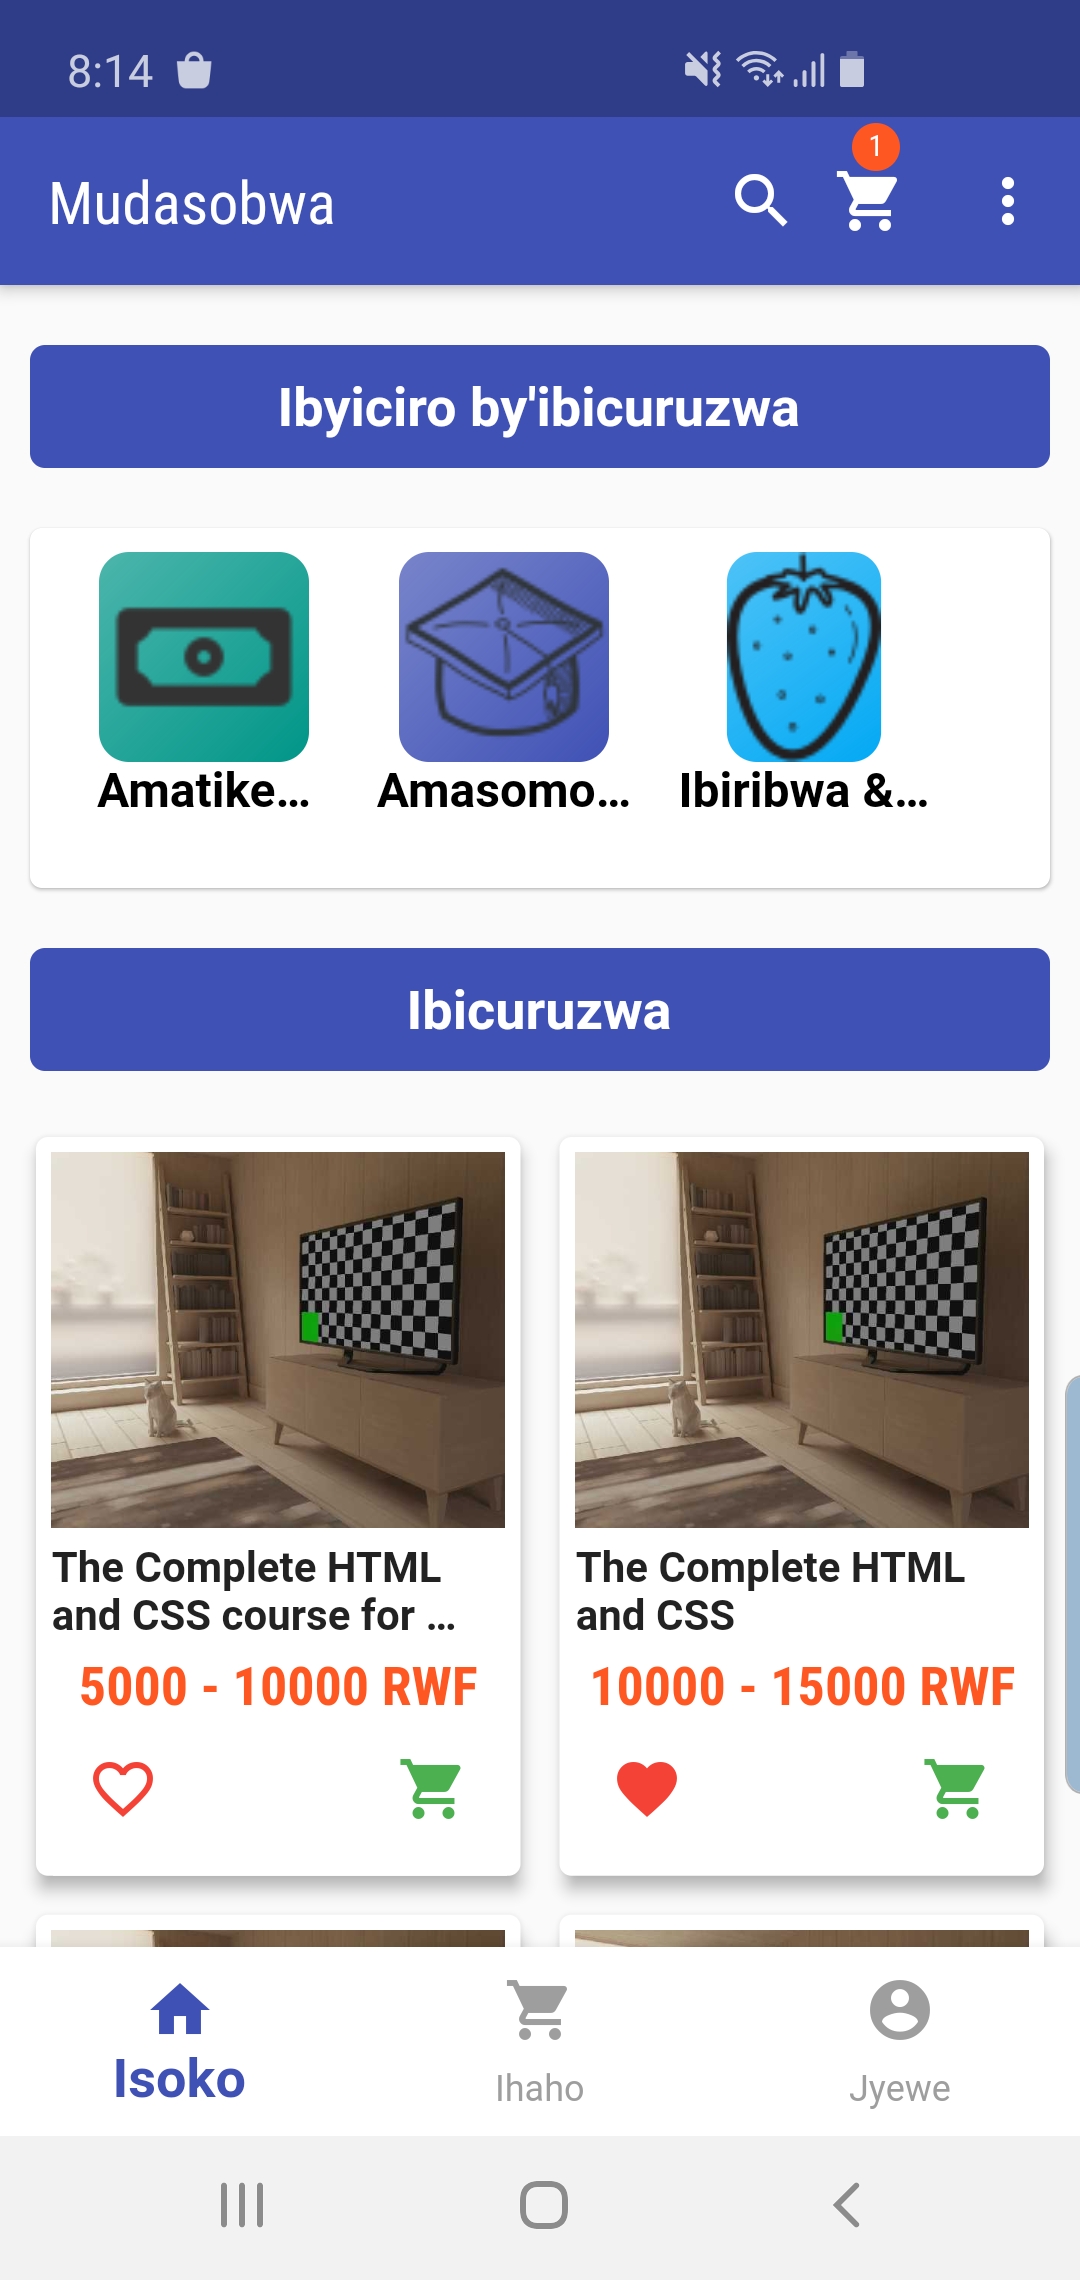 8:14
1
Mudasobwa
Ibyiciro by'ibicuruzwa
Amatike...
Amasomo...
Ibiribwa &...
Ibicuruzwa
The Complete HTML
and CSS course for ...
5000 - 10000 RWF
The Complete HTML
and CSS
10000 - 15000 RWF
Isoko
Ihaho
Jyewe